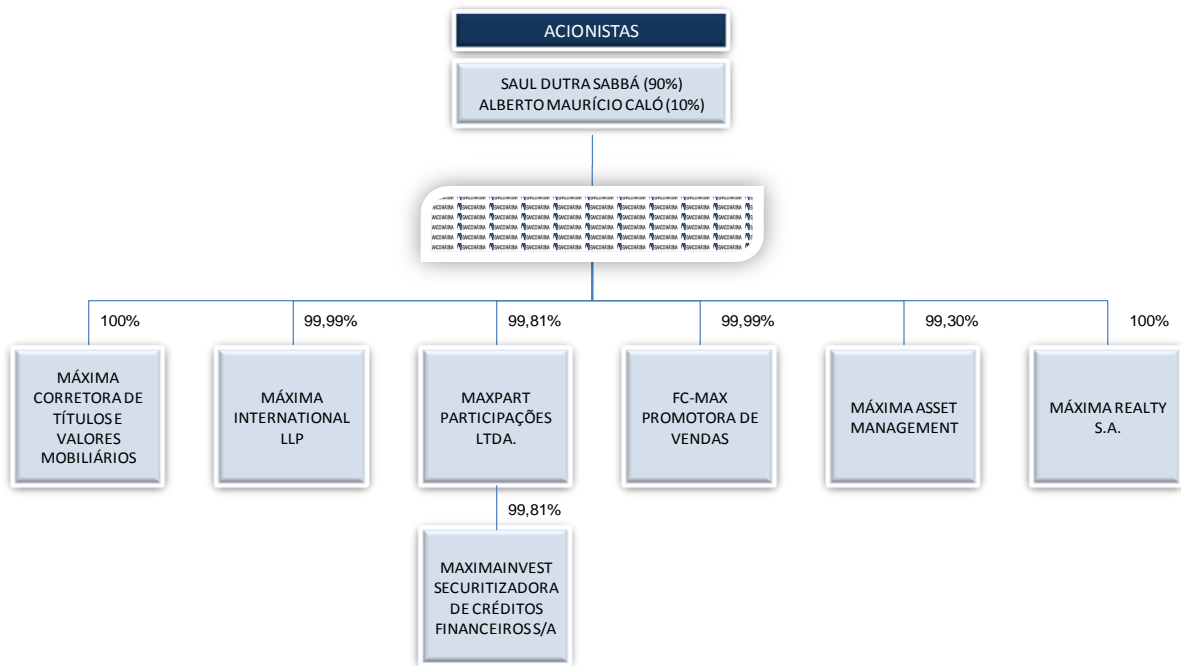 ACIONISTAS
SAUL DUTRA SABBÁ (90%)
ALBERTO MAURÍCIO CALÓ (10%)
BANCO MÁXIMA
100%
99,99%
99,81%
99,99%
99,30%
100%
MÁXIMA
CORRETORA DE
TÍTULOS E
VALORES
MOBILIÁRIOS
MÁXIMA
INTERNATIONAL
LLP
MAXPART
PARTICIPAÇÕES
LTDA.
FC-MAX
PROMOTORA DE
VENDAS
MÁXIMA ASSET
MANAGEMENT
MÁXIMA REALTY
S.A.
99,81%
MAXIMAINVEST
SECURITIZADORA
DE CRÉDITOS
FINANCEIROS S/A